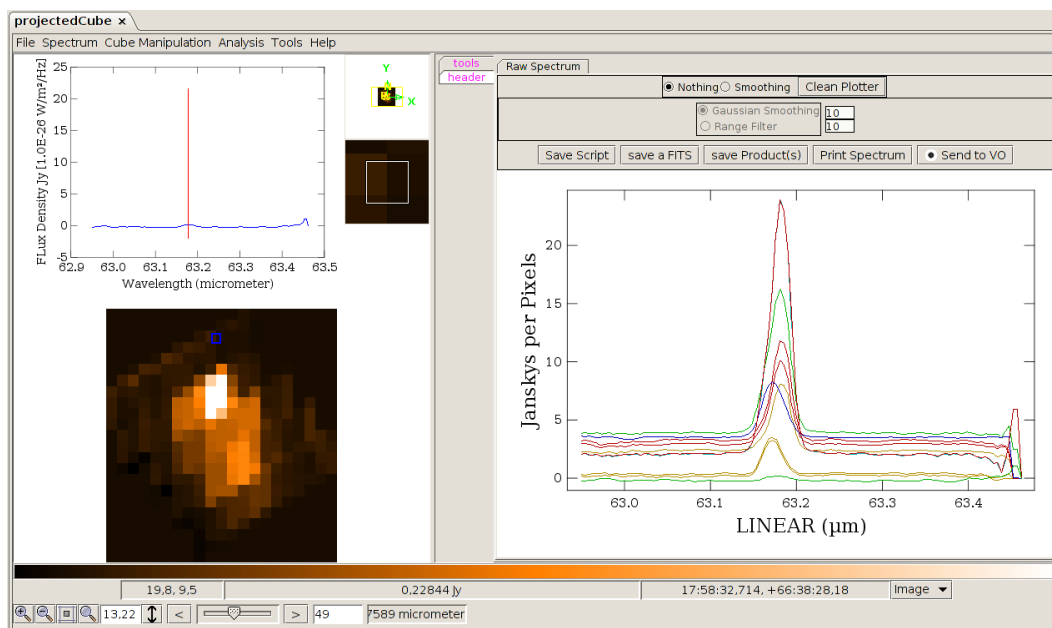 projectedCube ×
File Spectrum Cube Manipulation Analysis Tools Help
FLux Density Jy [1.0E-26 W/m²/Hz]
25
20
15
10
5
0
-5
62.9 63.0 63.1 63.2 63.3 63.4 63.5
Wavelength (micrometer)
Y
X
tools
header
Raw Spectrum
Nothing Smoothing Clean Plotter
Gaussian Smoothing 10
Range Filter 10
Save Script save a FITS save Product(s) Print Spectrum Send to VO
Janskys per Pixels
20
15
10
5
0
63.0 63.1 63.2 63.3 63.4
LINEAR (µm)
19,8, 9,5 0,22844 Jy 17:58:32,714, +66:38:28,18 Image
13,22 < > 49 7589 micrometer